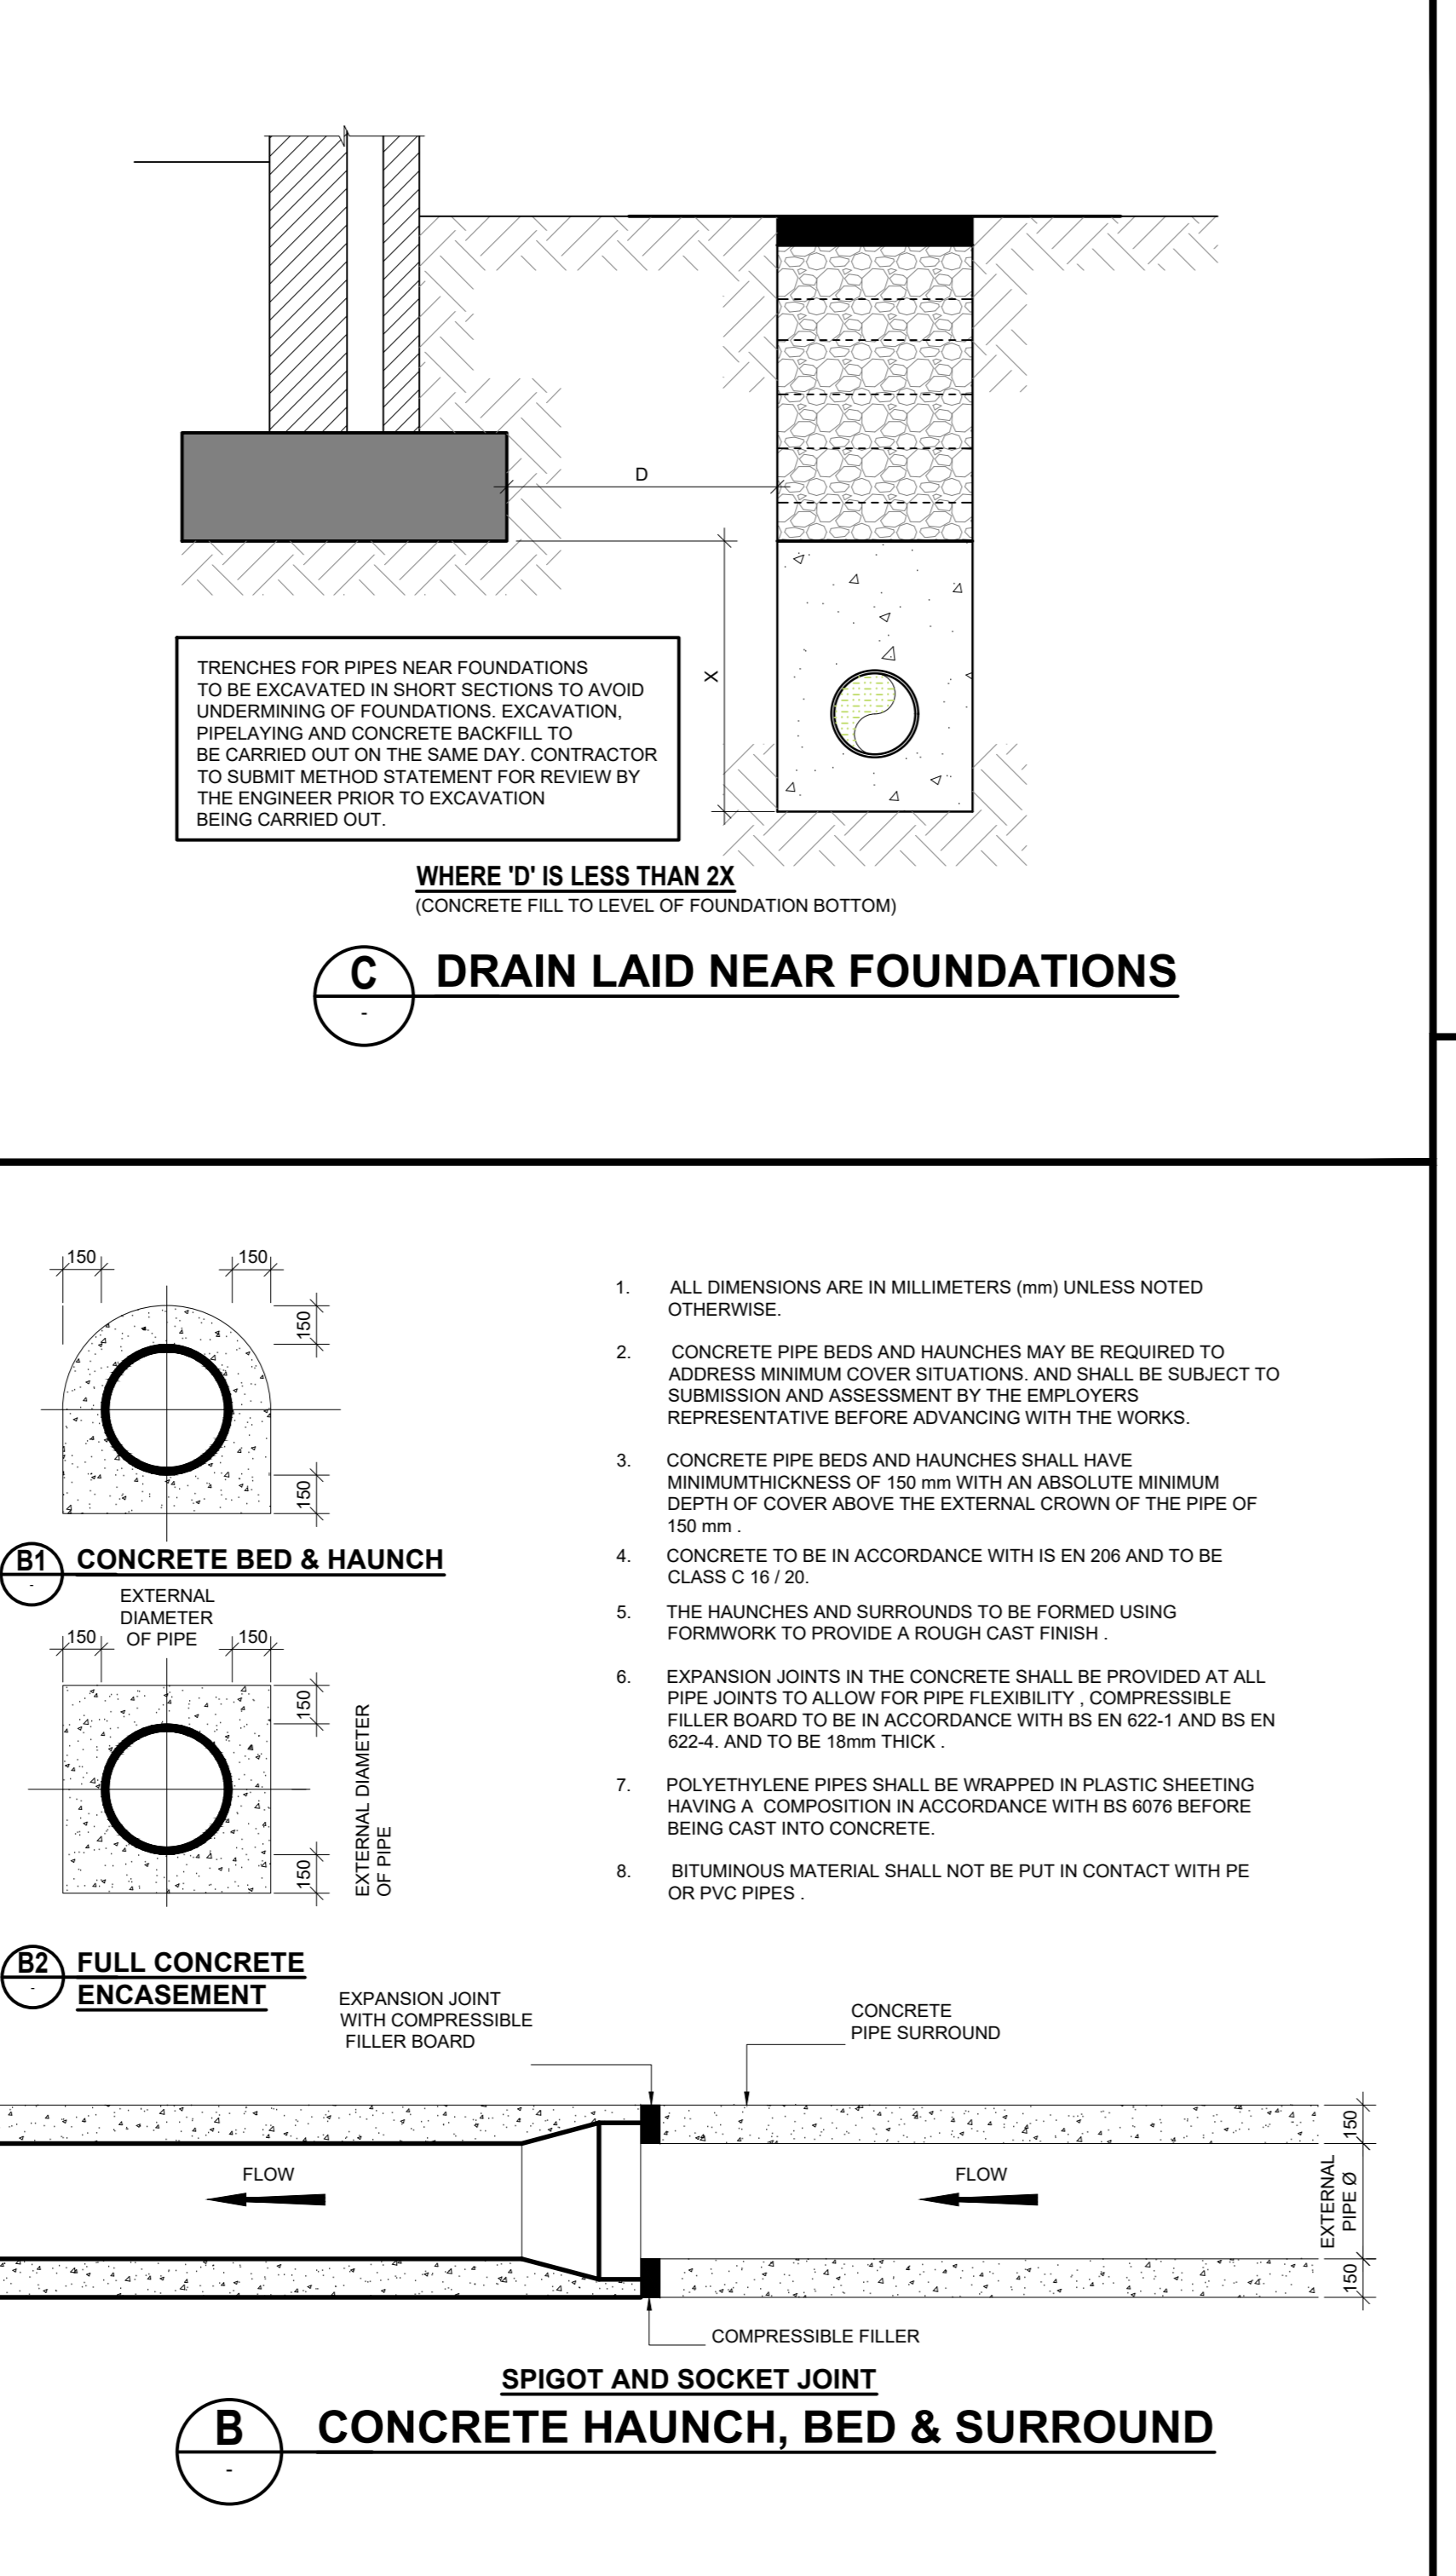 D
X
TRENCHES FOR PIPES NEAR FOUNDATIONS
TO BE EXCAVATED IN SHORT SECTIONS TO AVOID
UNDERMINING OF FOUNDATIONS. EXCAVATION,
PIPELAYING AND CONCRETE BACKFILL TO
BE CARRIED OUT ON THE SAME DAY. CONTRACTOR
TO SUBMIT METHOD STATEMENT FOR REVIEW BY
THE ENGINEER PRIOR TO EXCAVATION
BEING CARRIED OUT.
WHERE 'D' IS LESS THAN 2X
(CONCRETE FILL TO LEVEL OF FOUNDATION BOTTOM)
C
-
DRAIN LAID NEAR FOUNDATIONS
150
150
150
150
B1
-
CONCRETE BED & HAUNCH
EXTERNAL
DIAMETER
OF PIPE
150
150
150
150
EXTERNAL DIAMETER
OF PIPE
B2
-
FULL CONCRETE
ENCASEMENT
1. ALL DIMENSIONS ARE IN MILLIMETERS (mm) UNLESS NOTED
OTHERWISE.
2. CONCRETE PIPE BEDS AND HAUNCHES MAY BE REQUIRED TO
ADDRESS MINIMUM COVER SITUATIONS. AND SHALL BE SUBJECT TO
SUBMISSION AND ASSESSMENT BY THE EMPLOYERS
REPRESENTATIVE BEFORE ADVANCING WITH THE WORKS.
3. CONCRETE PIPE BEDS AND HAUNCHES SHALL HAVE
MINIMUMTHICKNESS OF 150 mm WITH AN ABSOLUTE MINIMUM
DEPTH OF COVER ABOVE THE EXTERNAL CROWN OF THE PIPE OF
150 mm .
4. CONCRETE TO BE IN ACCORDANCE WITH IS EN 206 AND TO BE
CLASS C 16 / 20.
5. THE HAUNCHES AND SURROUNDS TO BE FORMED USING
FORMWORK TO PROVIDE A ROUGH CAST FINISH .
6. EXPANSION JOINTS IN THE CONCRETE SHALL BE PROVIDED AT ALL
PIPE JOINTS TO ALLOW FOR PIPE FLEXIBILITY , COMPRESSIBLE
FILLER BOARD TO BE IN ACCORDANCE WITH BS EN 622-1 AND BS EN
622-4. AND TO BE 18mm THICK .
7. POLYETHYLENE PIPES SHALL BE WRAPPED IN PLASTIC SHEETING
HAVING A COMPOSITION IN ACCORDANCE WITH BS 6076 BEFORE
BEING CAST INTO CONCRETE.
8. BITUMINOUS MATERIAL SHALL NOT BE PUT IN CONTACT WITH PE
OR PVC PIPES .
EXPANSION JOINT
WITH COMPRESSIBLE
FILLER BOARD
CONCRETE
PIPE SURROUND
FLOW
FLOW
150
EXTERNAL
PIPE Ø
150
COMPRESSIBLE FILLER
SPIGOT AND SOCKET JOINT
B
-
CONCRETE HAUNCH, BED & SURROUND